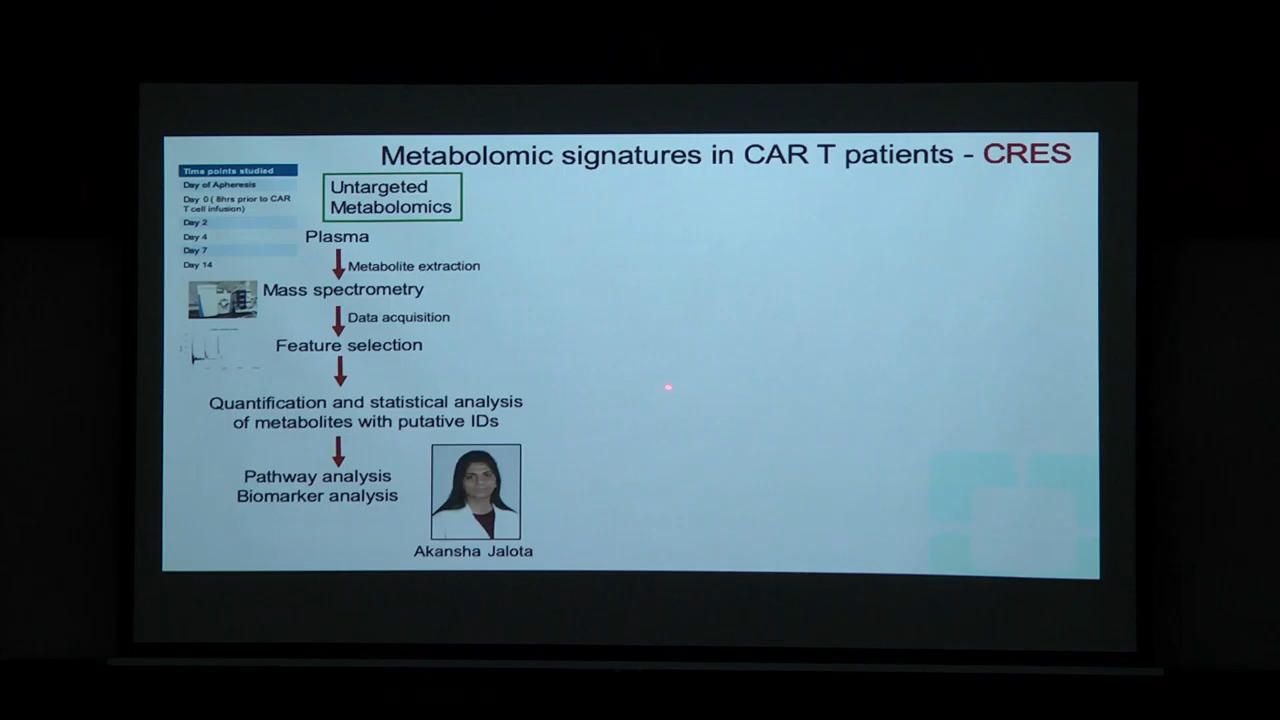 Metabolomic signatures in CAR T patients - CRES
Time points studied
Day of Apheresis
Day 0 ( 8hrs prior to CAR
T cell infusion)
Day 2
Day 4
Day 7
Day 14
Untargeted
Metabolomics
Plasma
Metabolite extraction
Mass spectrometry
Data acquisition
Feature selection
Quantification and statistical analysis
of metabolites with putative IDs
Pathway analysis
Biomarker analysis
Akansha Jalota